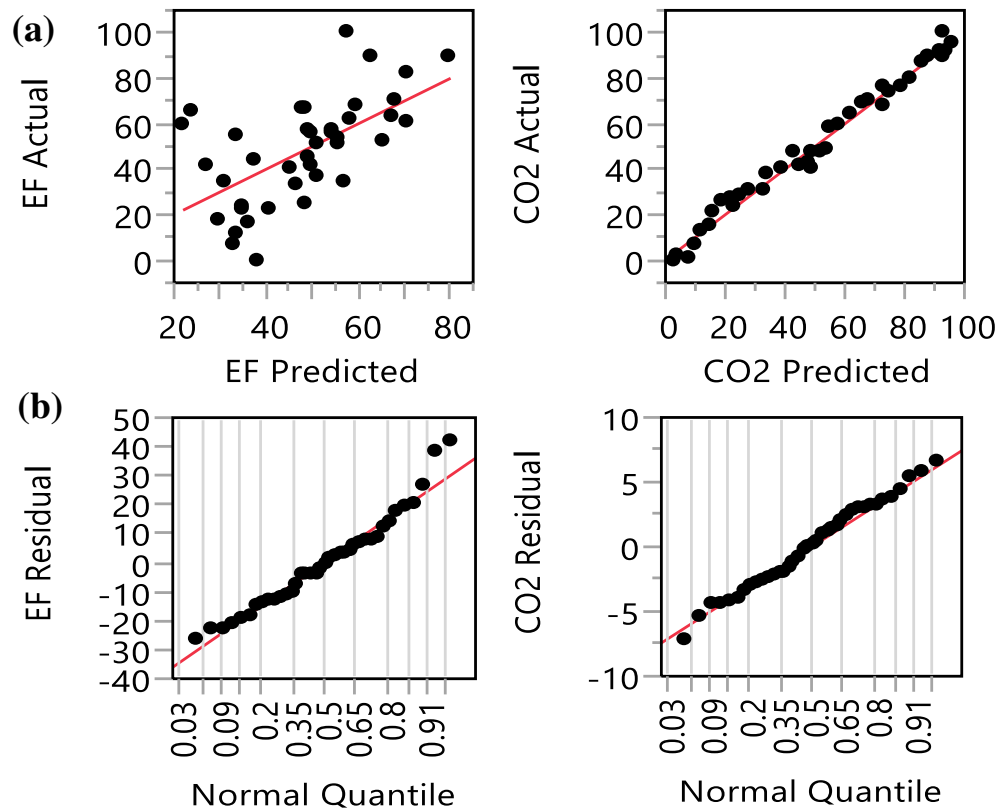 (a)
EF Actual
100
80
60
40
20
0
20 40 60 80
EF Predicted
CO2 Actual
100
80
60
40
20
0
0 20 40 60 80 100
CO2 Predicted
(b)
EF Residual
50
40
30
20
10
0
-10
-20
-30
-40
0.03 0.09 0.2 0.35 0.5 0.65 0.8 0.91
Normal Quantile
CO2 Residual
10
5
0
-5
-10
0.03 0.09 0.2 0.35 0.5 0.65 0.8 0.91
Normal Quantile